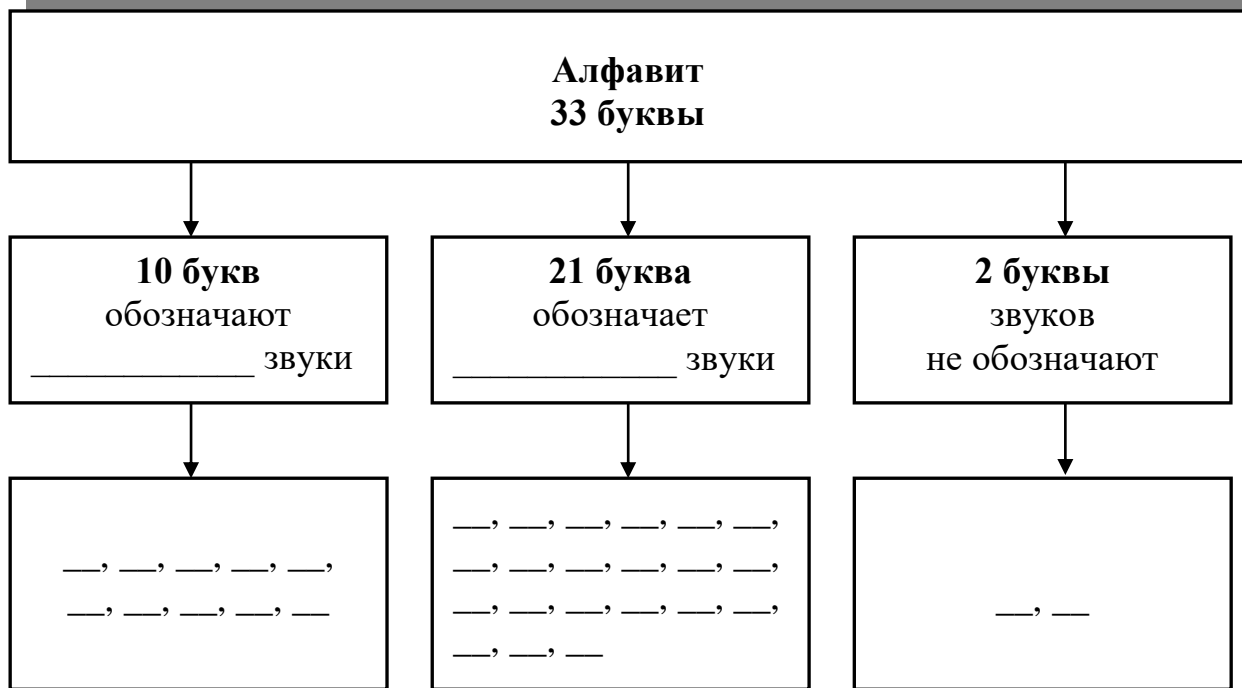 Алфавит
33 буквы
10 букв
обозначают
____________ звуки
21 буква
обозначает
____________ звуки
2 буквы
звуков
не обозначают
__, __, __, __, __,
__, __, __, __, __
__, __, __, __, __, __,
__, __, __, __, __, __,
__, __, __, __, __, __,
__, __, __
__, __